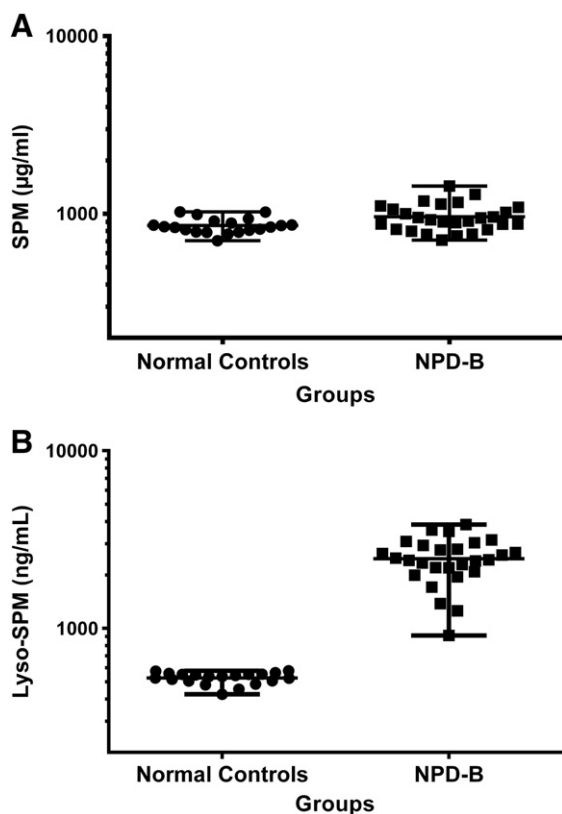 A
10000
1000
SPM (µg/ml)
Normal Controls
NPD-B
Groups
B
10000
1000
Lyso-SPM (ng/mL)
Normal Controls
NPD-B
Groups